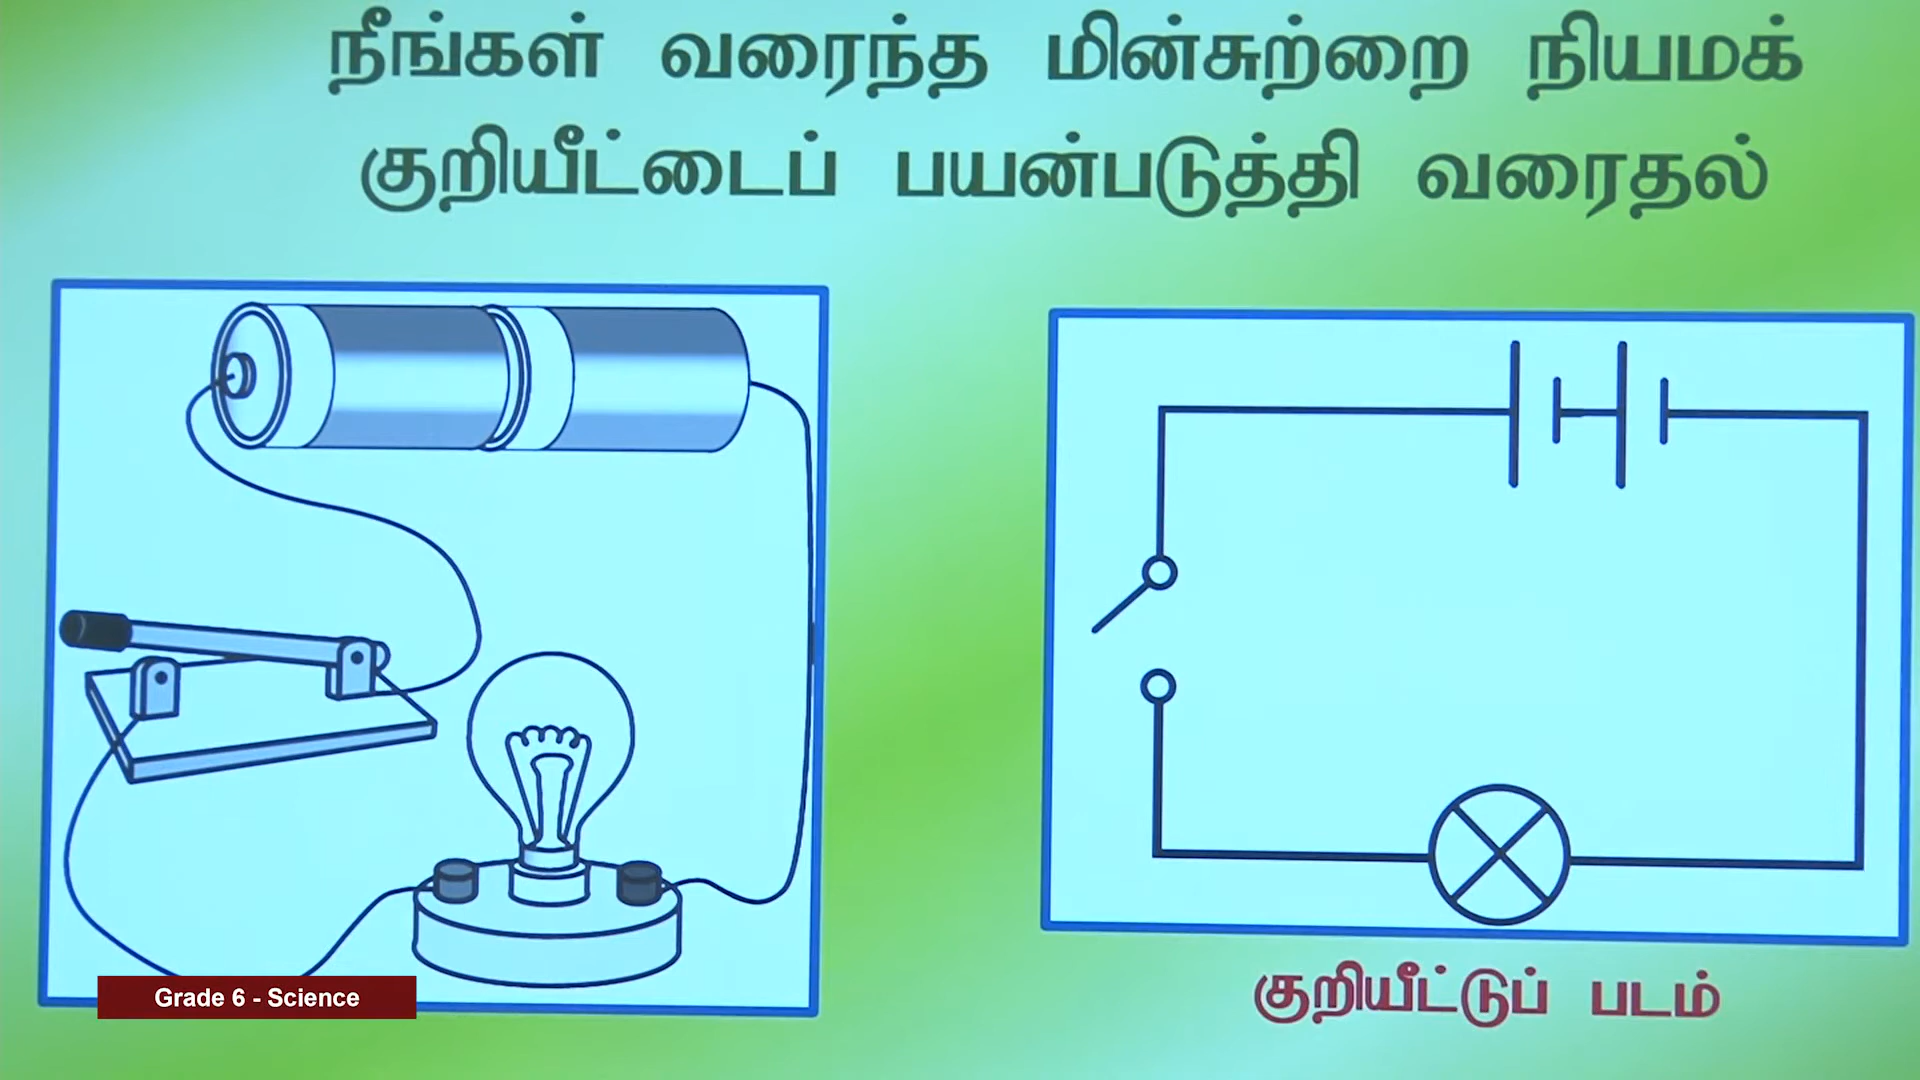 நீங்கள் வரைந்த மின்சுற்றை நியமக்
குறியீட்டைப் பயன்படுத்தி வரைதல்
குறியீட்டுப் படம்
Grade 6 - Science